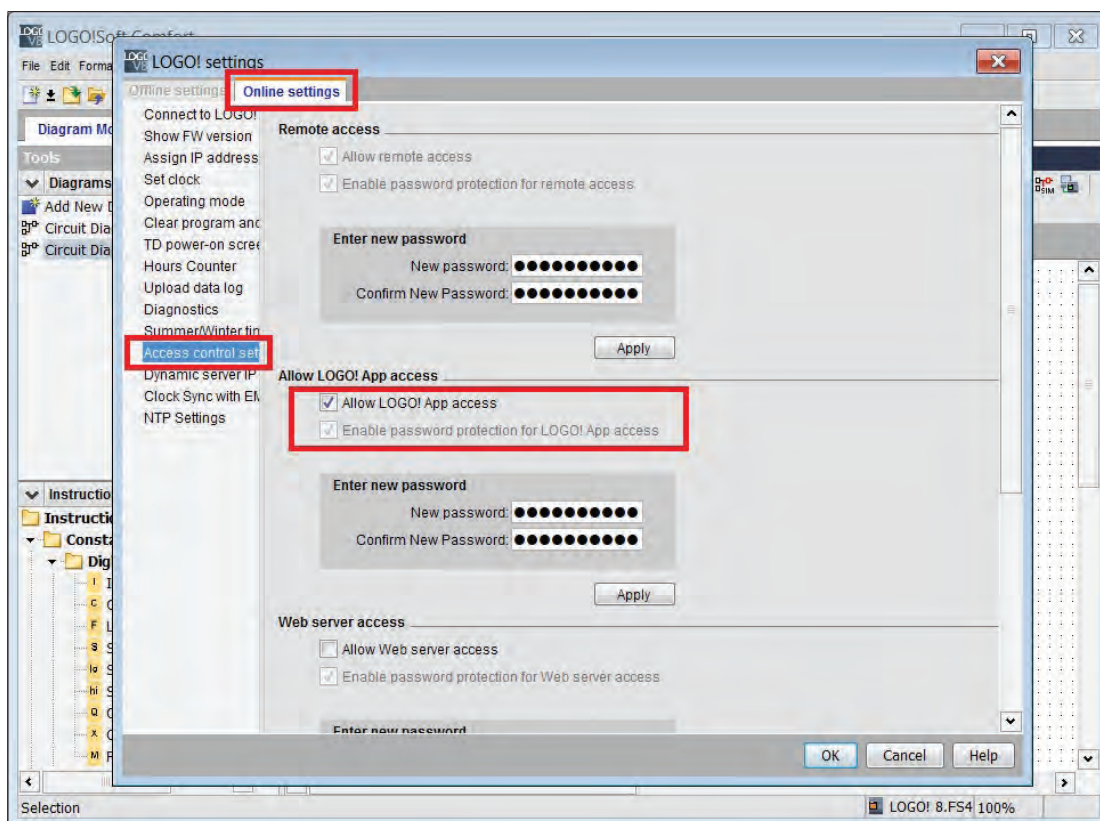 LOGO!Soft Comfort
File Edit Forma
LOGO! settings
Offline settings Online settings
Diagram Mo
Tools
Diagrams
Add New D
Circuit Dia
Circuit Dia
Connect to LOGO!
Show FW version
Assign IP address
Set clock
Operating mode
Clear program and
TD power-on scree
Hours Counter
Upload data log
Diagnostics
Summer/Winter tim
Access control set
Dynamic server IP
Clock Sync with EM
NTP Settings
Remote access
Allow remote access
Enable password protection for remote access
Enter new password
New password: ●●●●●●●●●●
Confirm New Password: ●●●●●●●●●●
Apply
Allow LOGO! App access
Allow LOGO! App access
Enable password protection for LOGO! App access
Enter new password
New password: ●●●●●●●●●●
Confirm New Password: ●●●●●●●●●●
Apply
Web server access
Allow Web server access
Enable password protection for Web server access
Enter new password
OK Cancel Help
Instructio
Instructi
Consta
Dig
I I
C C
F L
S S
S
hi S
Q O
X O
M F
Selection
LOGO! 8.FS4 100%
SIM